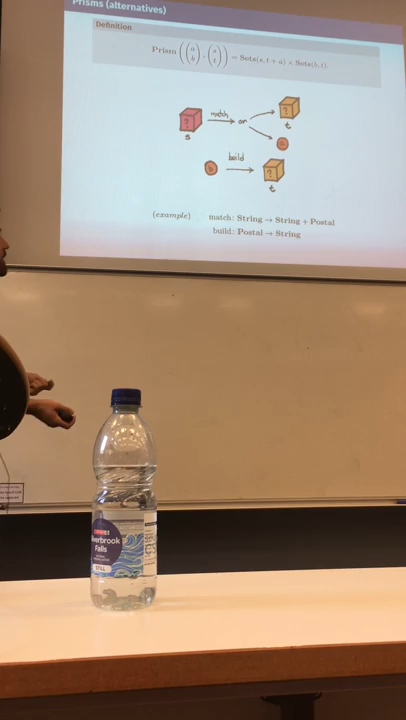 Prisms (alternatives)
Definition
Prism ((a b), (s t)) = Sets(s, t + a) × Sets(b, t).
match
?
or
?
s
t
a
build
b
?
t
(example) match: String → String + Postal
build: Postal → String
Falls
STILL